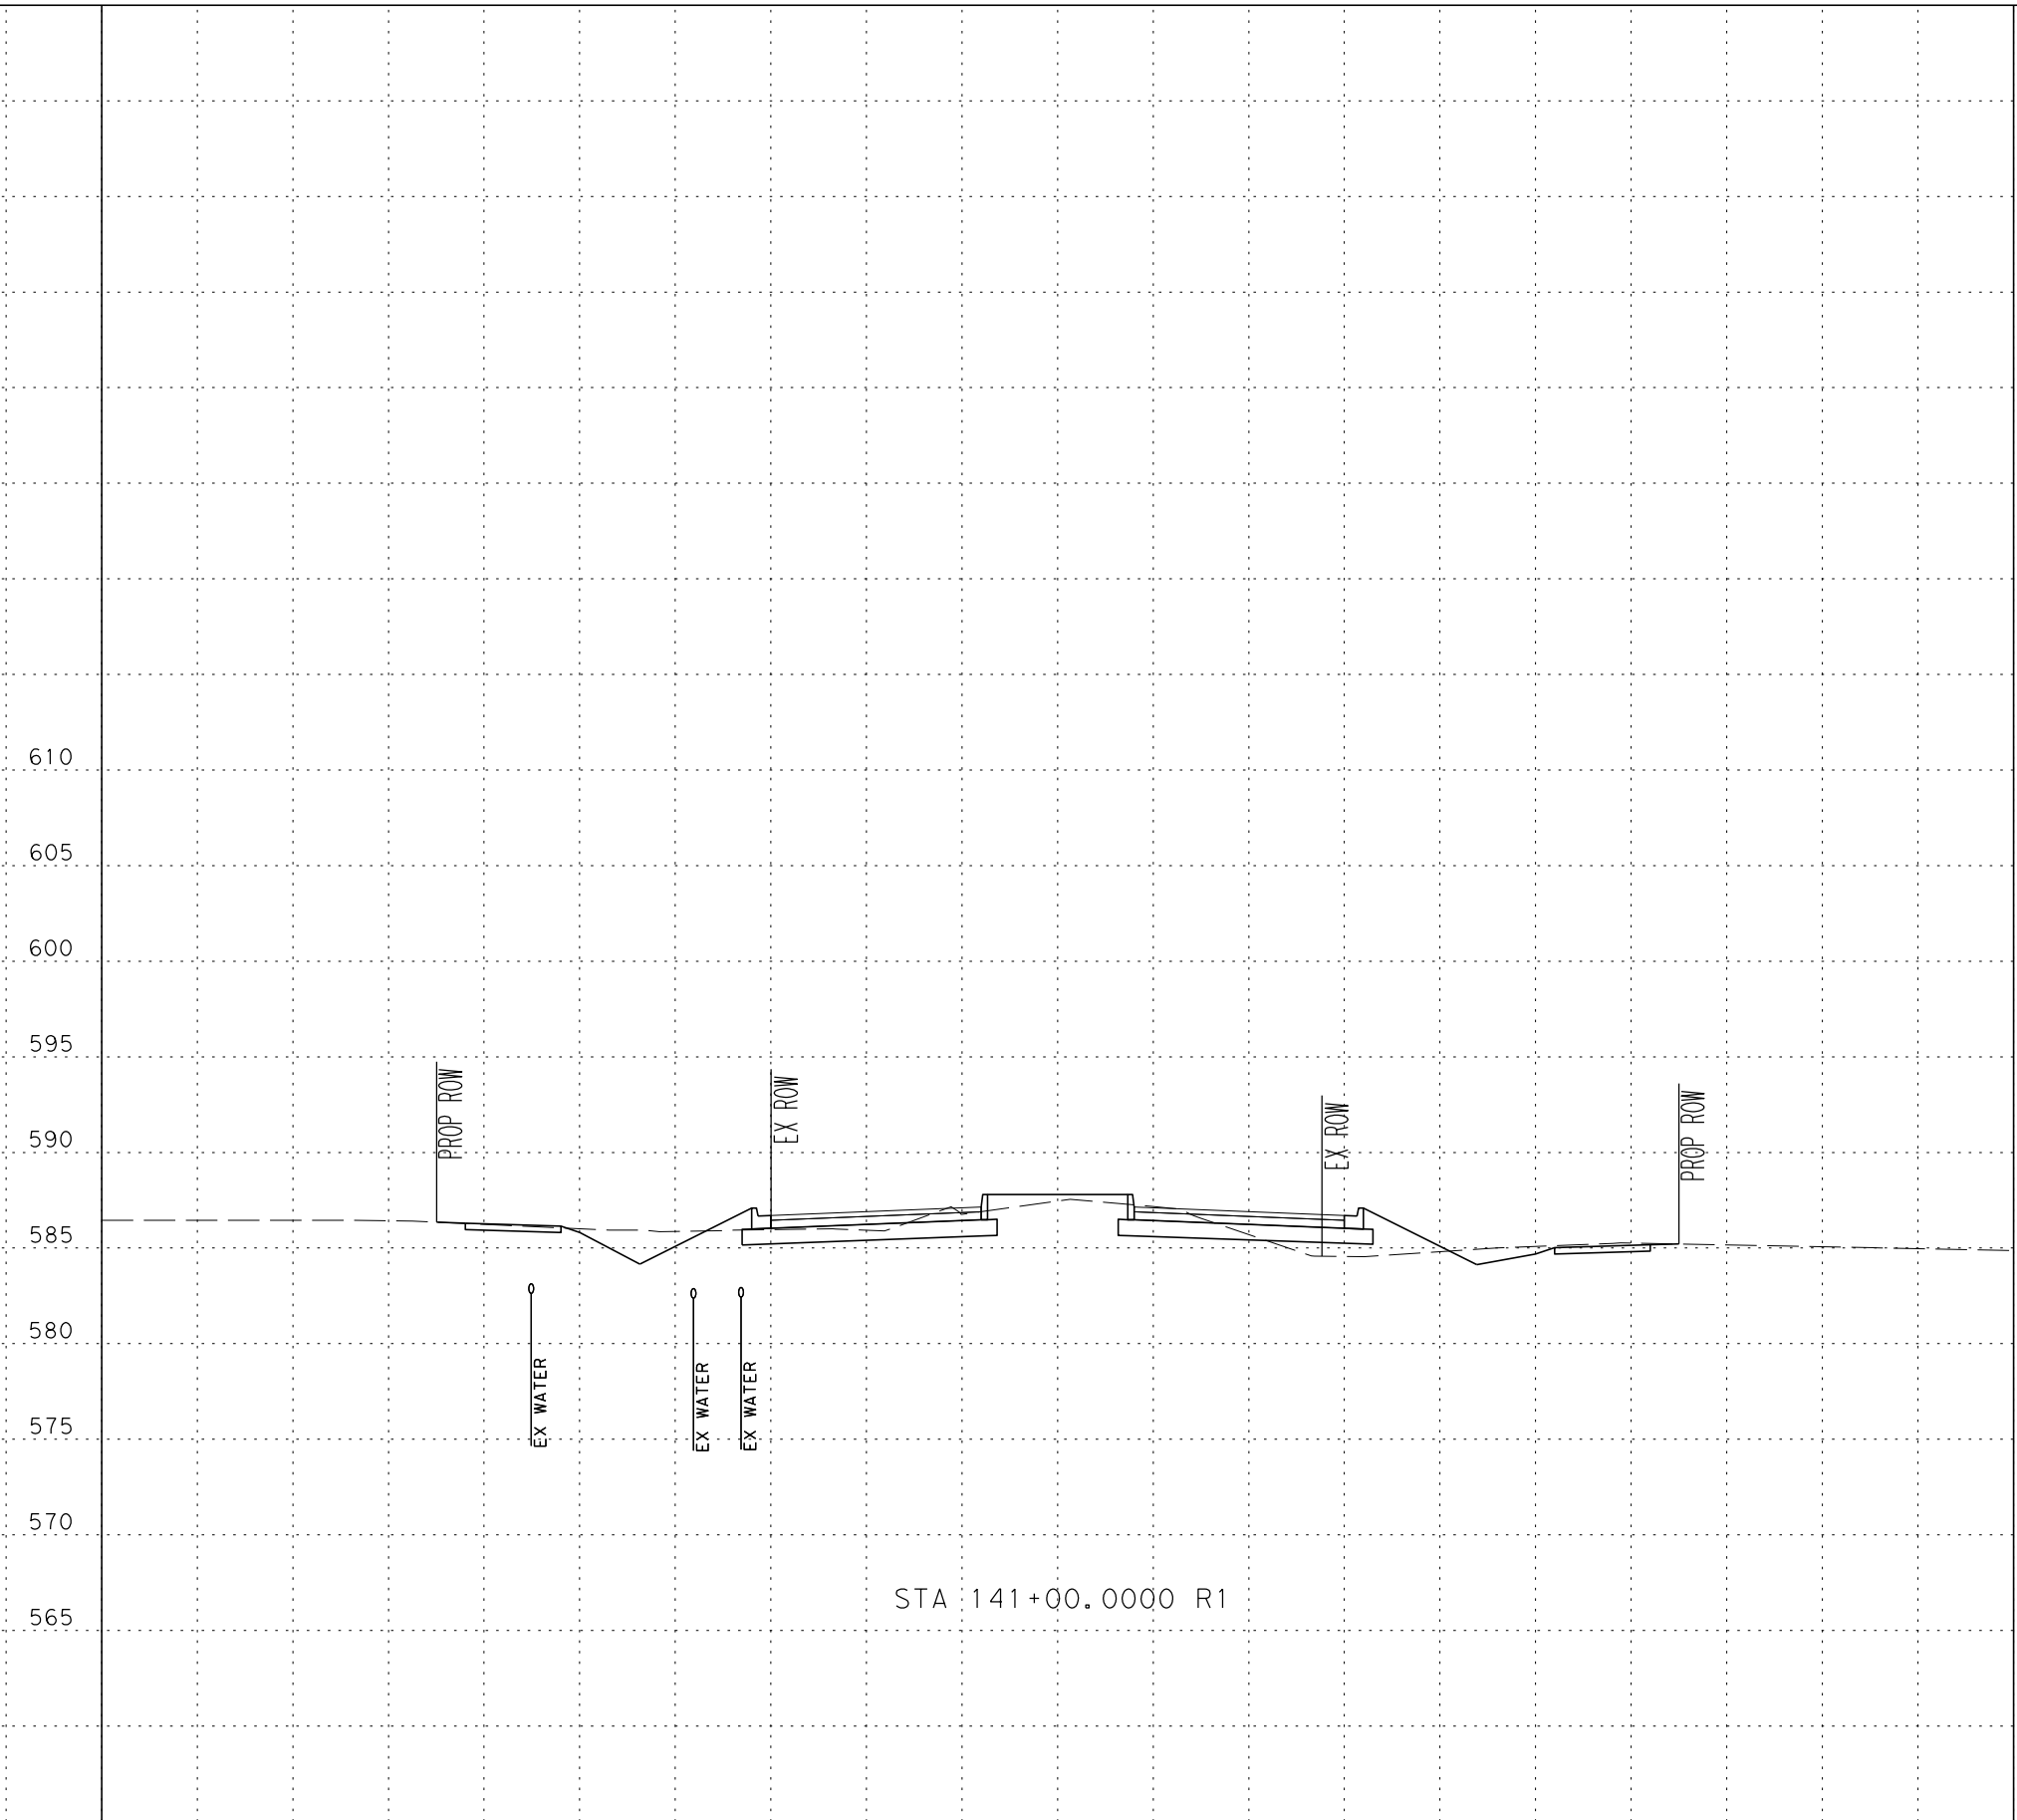 610
605
600
595
PROP ROW
EX ROW
EX ROW
PROP ROW
590
585
580
EX WATER
EX WATER
EX WATER
575
570
STA 141+00.0000 R1
565